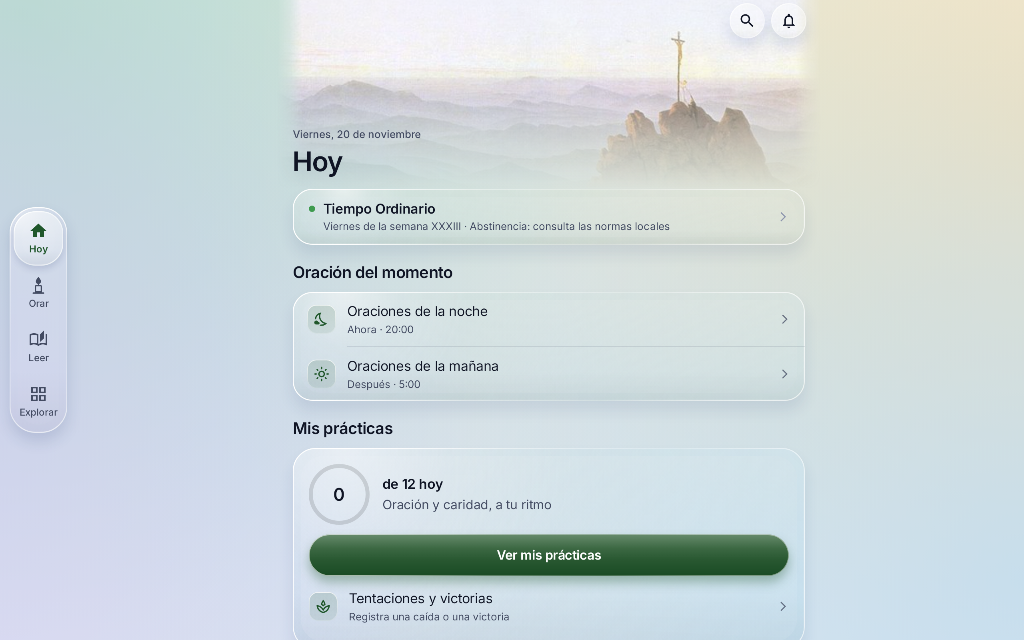 Viernes, 20 de noviembre
Hoy
Tiempo Ordinario
Viernes de la semana XXXIII · Abstinencia: consulta las normas locales
Hoy
Orar
Leer
Explorar
Oración del momento
Oraciones de la noche
Ahora · 20:00
Oraciones de la mañana
Después · 5:00
Mis prácticas
0
de 12 hoy
Oración y caridad, a tu ritmo
Ver mis prácticas
Tentaciones y victorias
Registra una caída o una victoria